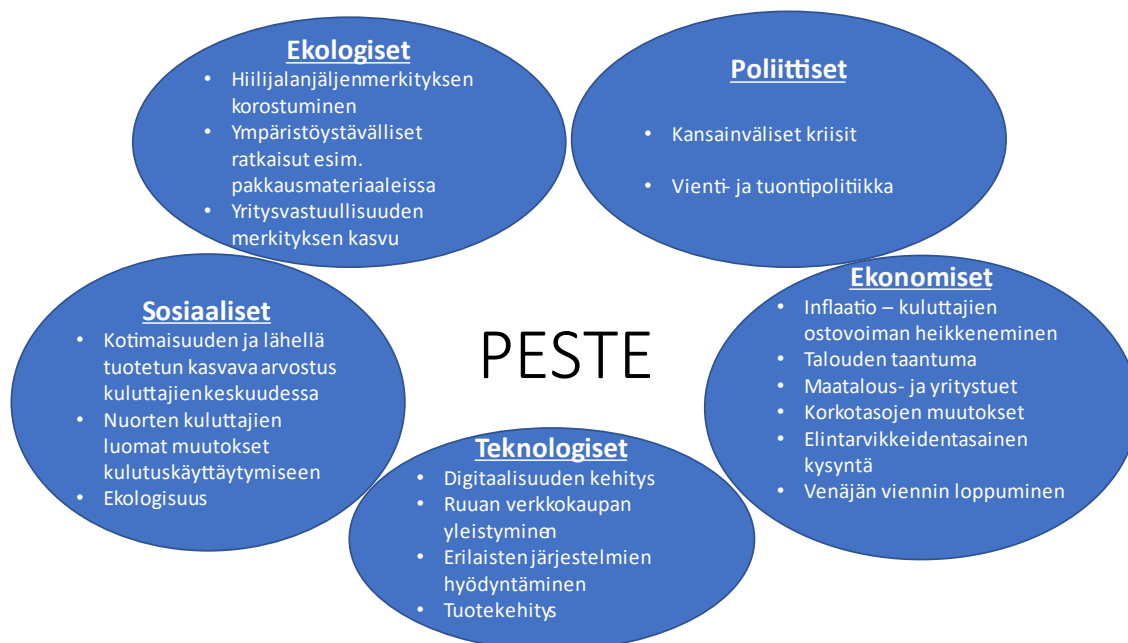 Ekologiset
• Hiilijalanjäljenmerkityksen
korostuminen
• Ympäristöystävälliset
ratkaisut esim.
pakkausmateriaaleissa
• Yritysvastuullisuuden
merkityksen kasvu
Poliittiset
• Kansainväliset kriisit
• Vienti- ja tuontipolitiikka
Sosiaaliset
• Kotimaisuuden ja lähellä
tuotetun kasvava arvostus
kuluttajien keskuudessa
• Nuorten kuluttajien
luomat muutokset
kulutuskäyttäytymiseen
• Ekologisuus
PESTE
Ekonomiset
• Inflaatio – kuluttajien
ostovoiman heikkeneminen
• Talouden taantuma
• Maatalous- ja yritystuet
• Korkotasojen muutokset
• Elintarvikkeidentasainen
kysyntä
• Venäjän viennin loppuminen
Teknologiset
• Digitaalisuuden kehitys
• Ruuan verkkokaupan
yleistyminen
• Erilaisten järjestelmien
hyödyntäminen
• Tuotekehitys